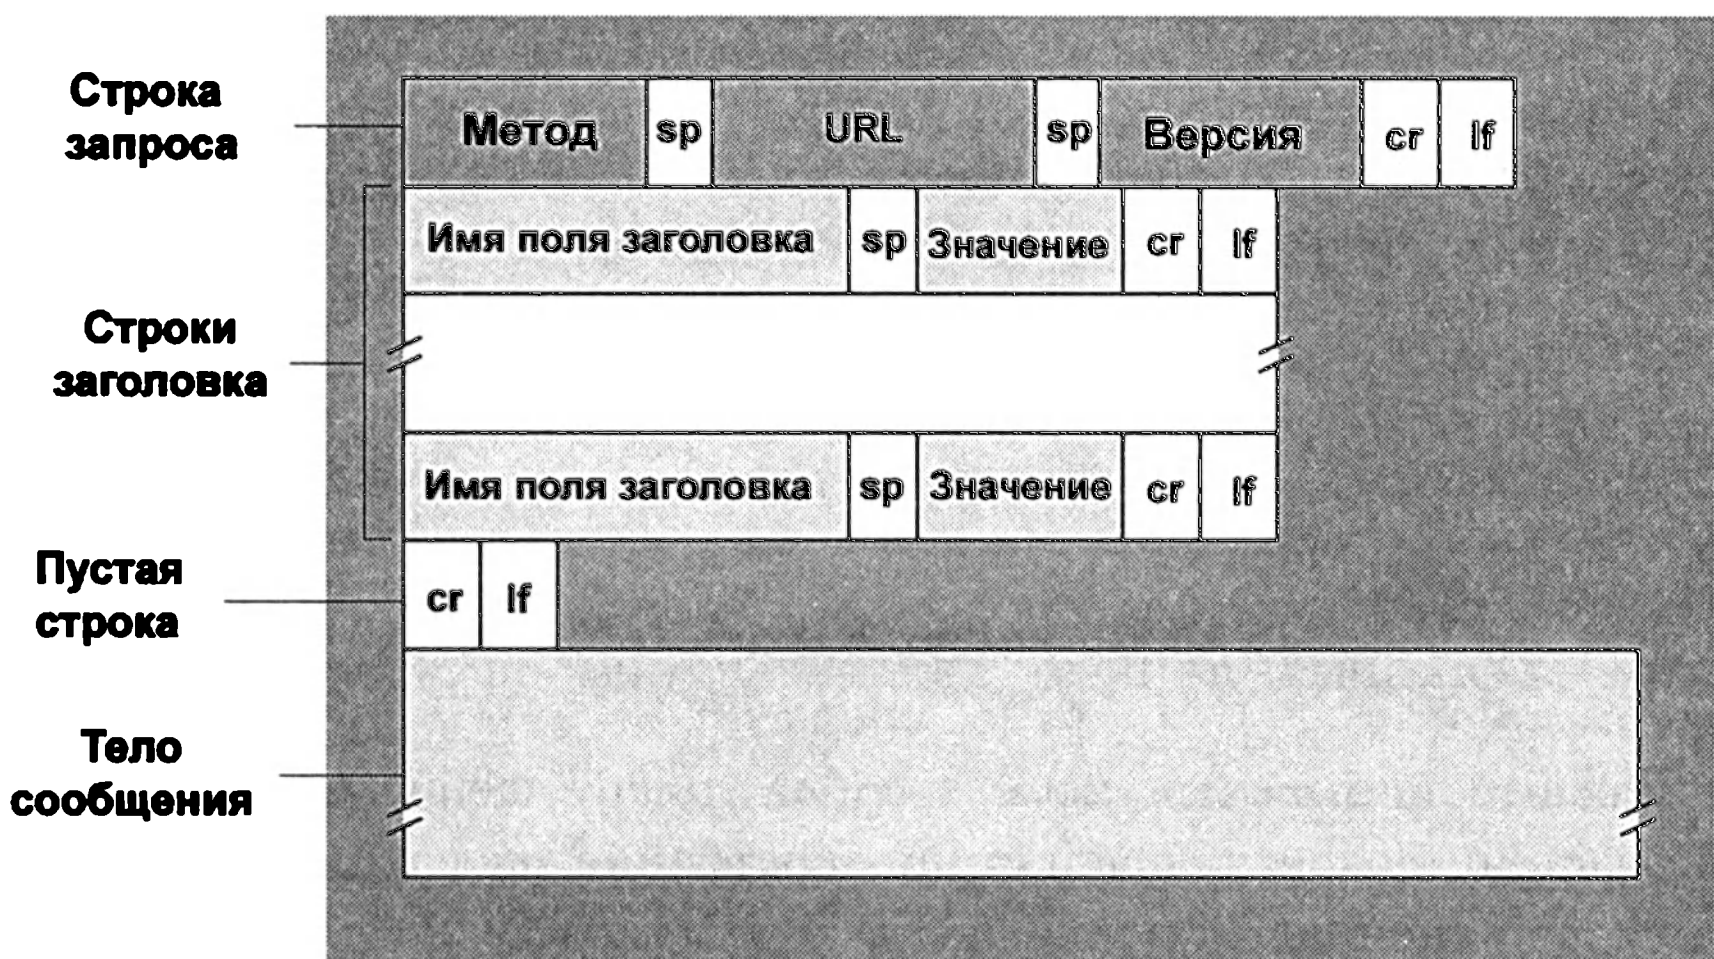 Строка
запроса
Метод sp URL sp Версия cr lf
Имя поля заголовка sp Значение cr lf
Строки
заголовка
Имя поля заголовка sp Значение cr lf
Пустая
строка
cr lf
Тело
сообщения